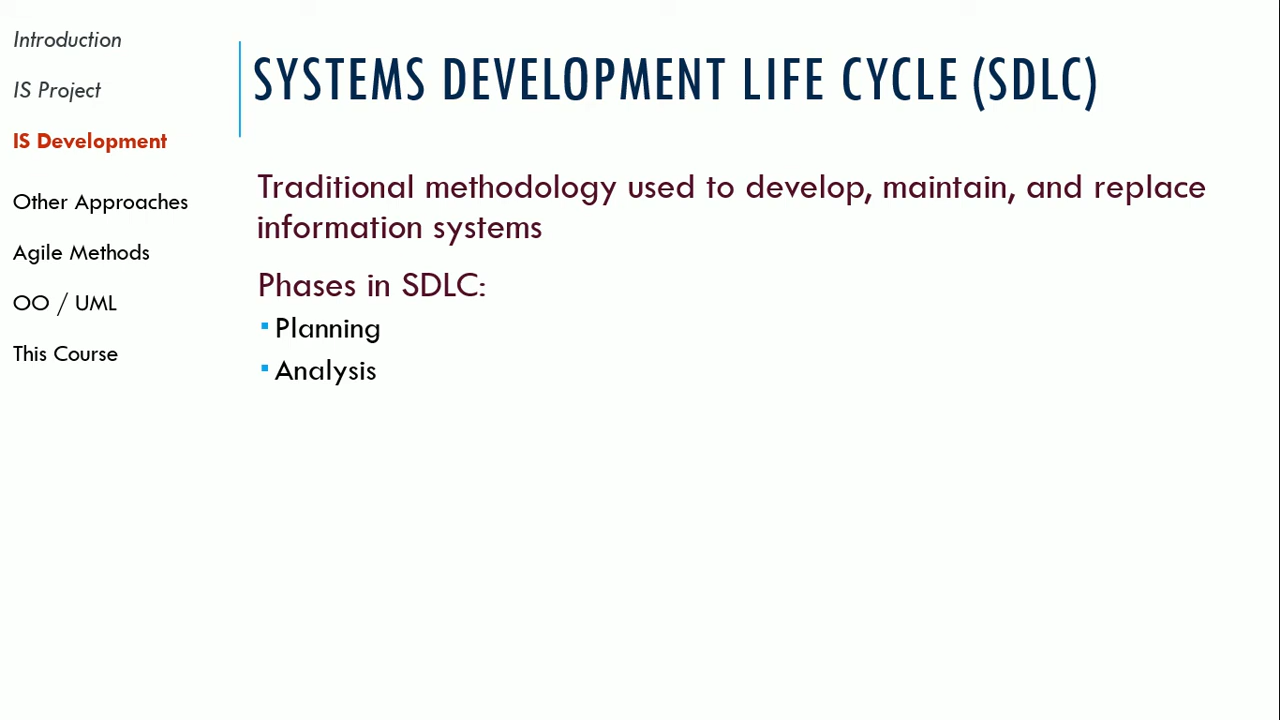 Introduction
IS Project
IS Development
Other Approaches
Agile Methods
OO / UML
This Course
SYSTEMS DEVELOPMENT LIFE CYCLE (SDLC)
Traditional methodology used to develop, maintain, and replace
information systems
Phases in SDLC:
▪ Planning
▪ Analysis